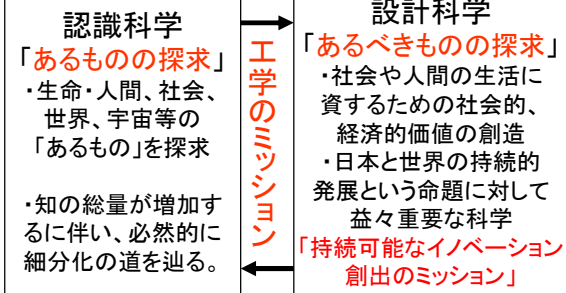 認識科学
「あるものの探求」
・生命・人間、社会、
世界、宇宙等の
「あるもの」を探求
・知の総量が増加す
るに伴い、必然的に
細分化の道を辿る。
工学のミッション
設計科学
「あるべきものの探求」
・社会や人間の生活に
資するための社会的、
経済的価値の創造
・日本と世界の持続的
発展という命題に対して
益々重要な科学
「持続可能なイノベーション
創出のミッション」